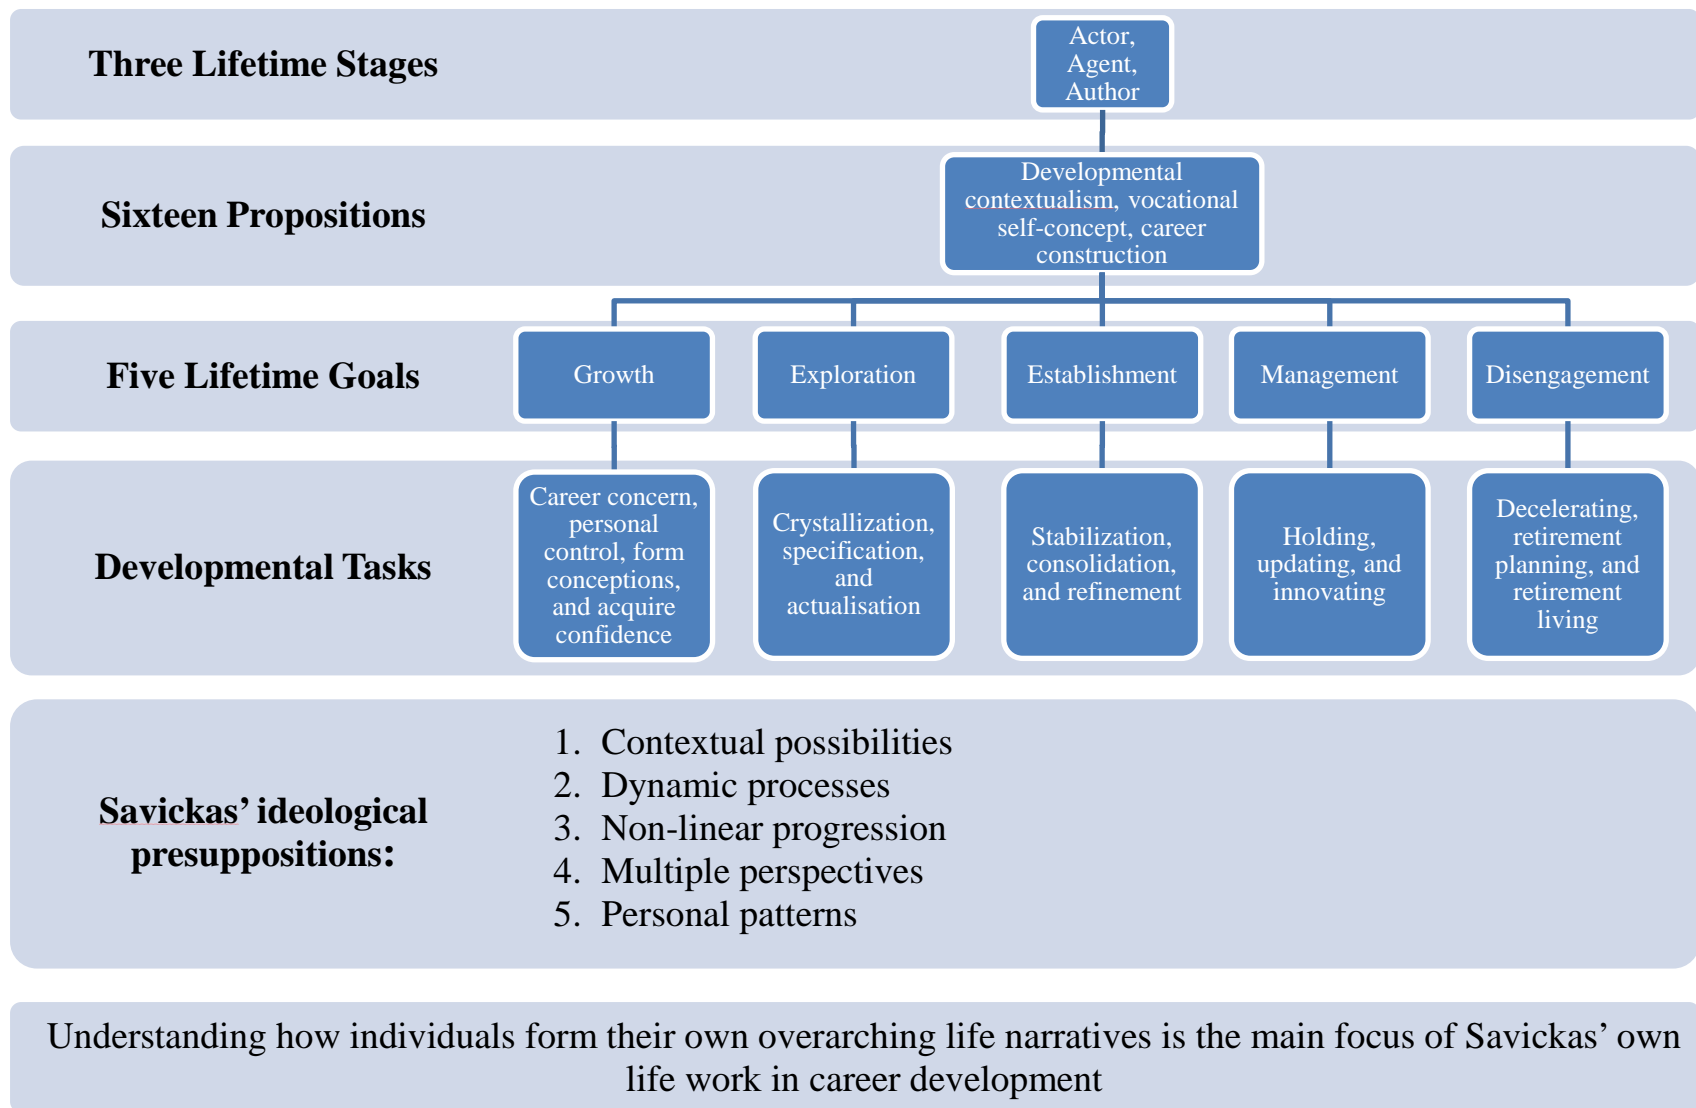 Three Lifetime Stages
Actor,
Agent,
Author
Sixteen Propositions
Developmental
contextualism, vocational
self-concept, career
construction
Five Lifetime Goals
Growth
Exploration
Establishment
Management
Disengagement
Developmental Tasks
Career concern,
personal
control, form
conceptions,
and acquire
confidence
Crystallization,
specification,
and
actualisation
Stabilization,
consolidation,
and refinement
Holding,
updating, and
innovating
Decelerating,
retirement
planning, and
retirement
living
Savickas’ ideological
presuppositions:
1. Contextual possibilities
2. Dynamic processes
3. Non-linear progression
4. Multiple perspectives
5. Personal patterns
Understanding how individuals form their own overarching life narratives is the main focus of Savickas’ own
life work in career development